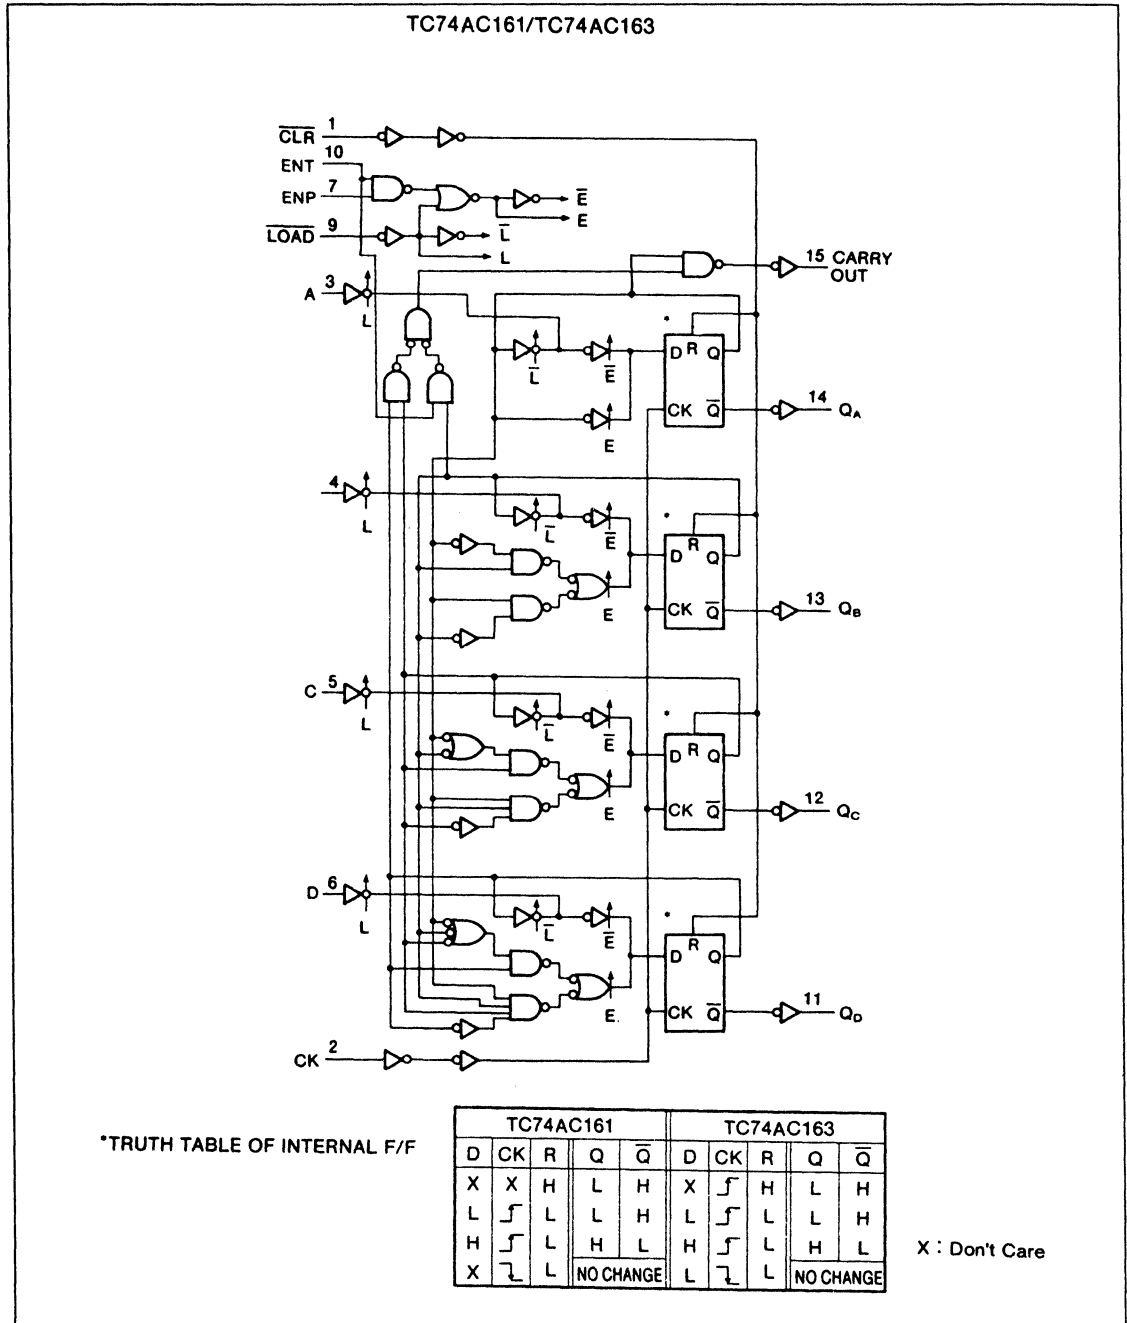 TC74AC161/TC74AC163
C̅L̅R̅ 1
ENT 10
ENP 7
L̅O̅A̅D̅ 9
E̅
E
L̅
L
15 CARRY
OUT
A 3
L
L̅
E̅
E
*
D R Q
CK Q̅
14
QA
4
L
L̅
E̅
E
*
D R Q
CK Q̅
13
QB
C 5
L
L̅
E̅
E
*
D R Q
CK Q̅
12
QC
D 6
L
L̅
E̅
E.
*
D R Q
CK Q̅
11
QD
CK 2
*TRUTH TABLE OF INTERNAL F/F
TC74AC161 TC74AC163
D CK R Q Q̅ D CK R Q Q̅
X X H L H X H L H
L L L H L L L H
H L H L H L H L
X L NO CHANGE L L NO CHANGE
X : Don't Care